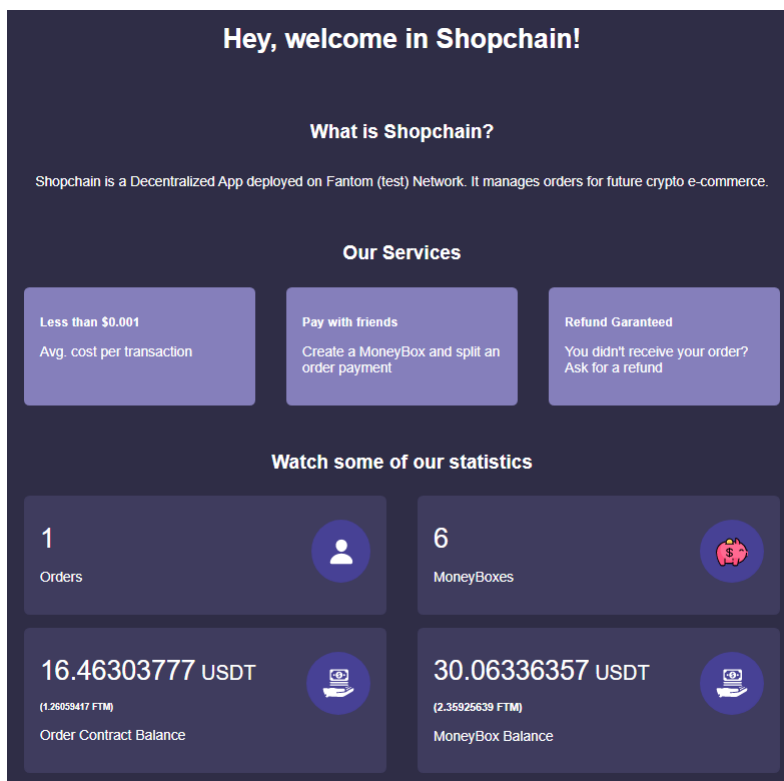 Hey, welcome in Shopchain!
What is Shopchain?
Shopchain is a Decentralized App deployed on Fantom (test) Network. It manages orders for future crypto e-commerce.
Our Services
Less than $0.001
Avg. cost per transaction
Pay with friends
Create a MoneyBox and split an
order payment
Refund Garanteed
You didn't receive your order?
Ask for a refund
Watch some of our statistics
1
Orders
6
MoneyBoxes
16.46303777 USDT
(1.26059417 FTM)
Order Contract Balance
30.06336357 USDT
(2.35925639 FTM)
MoneyBox Balance